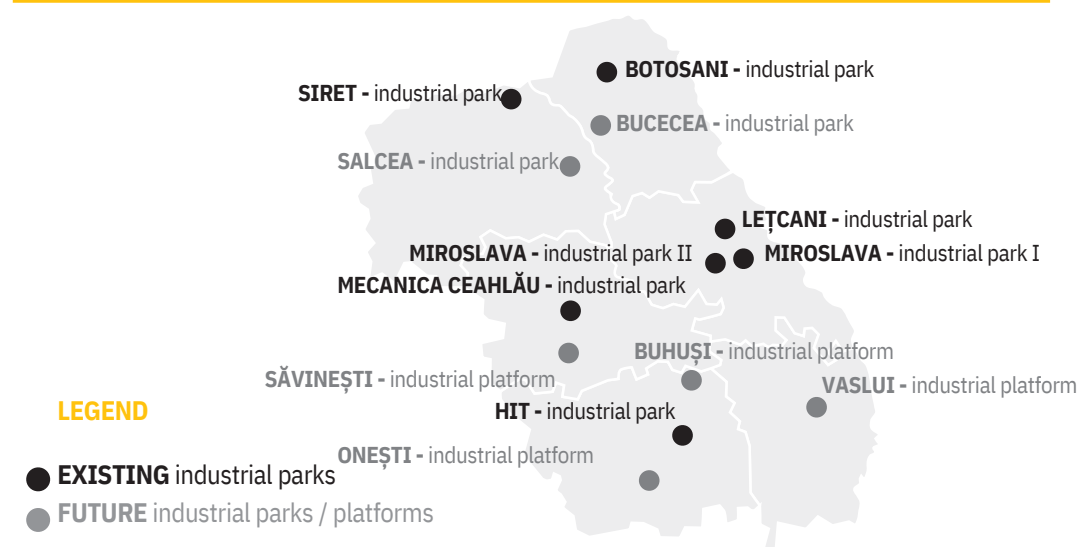 BOTOSANI - industrial park
SIRET - industrial park
BUCECEA - industrial park
SALCEA - industrial park
LEȚCANI - industrial park
MIROSLAVA - industrial park II
MIROSLAVA - industrial park I
MECANICA CEAHLĂU - industrial park
BUHUȘI - industrial platform
SĂVINEȘTI - industrial platform
VASLUI - industrial platform
HIT - industrial park
ONEȘTI - industrial platform
LEGEND
EXISTING industrial parks
FUTURE industrial parks / platforms